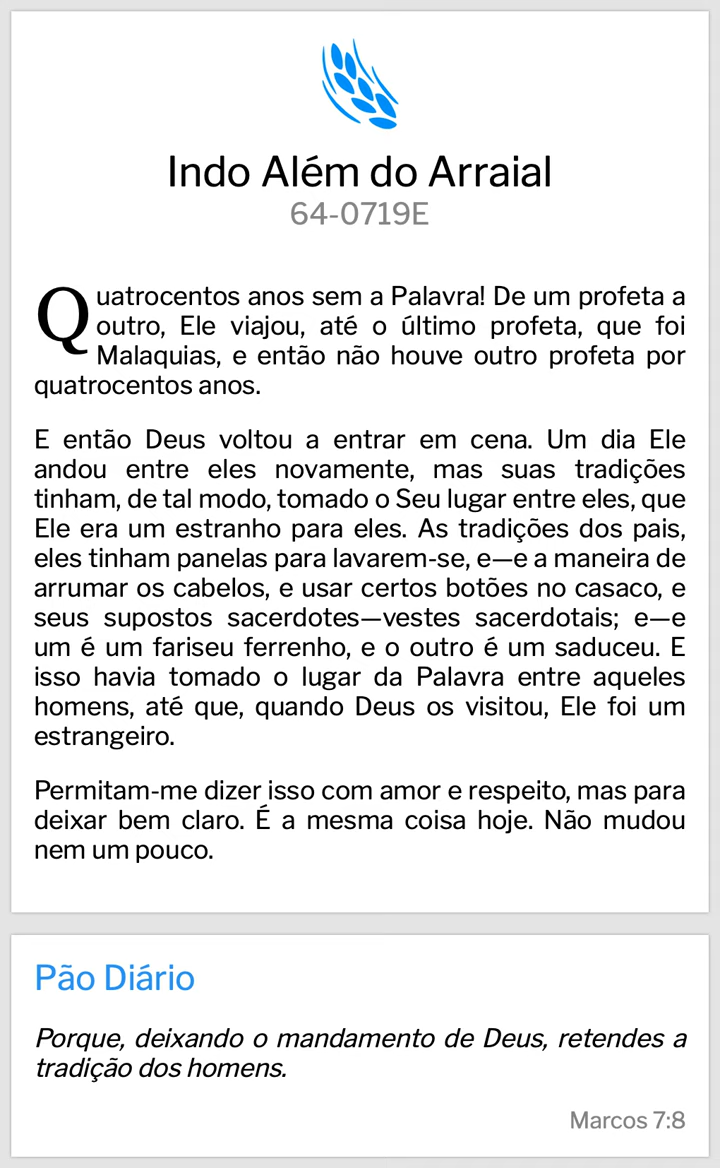 Indo Além do Arraial
64-0719E
Quatrocentos anos sem a Palavra! De um profeta a
outro, Ele viajou, até o último profeta, que foi
Malaquias, e então não houve outro profeta por
quatrocentos anos.
E então Deus voltou a entrar em cena. Um dia Ele
andou entre eles novamente, mas suas tradições
tinham, de tal modo, tomado o Seu lugar entre eles, que
Ele era um estranho para eles. As tradições dos pais,
eles tinham panelas para lavarem-se, e—e a maneira de
arrumar os cabelos, e usar certos botões no casaco, e
seus supostos sacerdotes—vestes sacerdotais; e—e
um é um fariseu ferrenho, e o outro é um saduceu. E
isso havia tomado o lugar da Palavra entre aqueles
homens, até que, quando Deus os visitou, Ele foi um
estrangeiro.
Permitam-me dizer isso com amor e respeito, mas para
deixar bem claro. É a mesma coisa hoje. Não mudou
nem um pouco.
Pão Diário
Porque, deixando o mandamento de Deus, retendes a
tradição dos homens.
Marcos 7:8